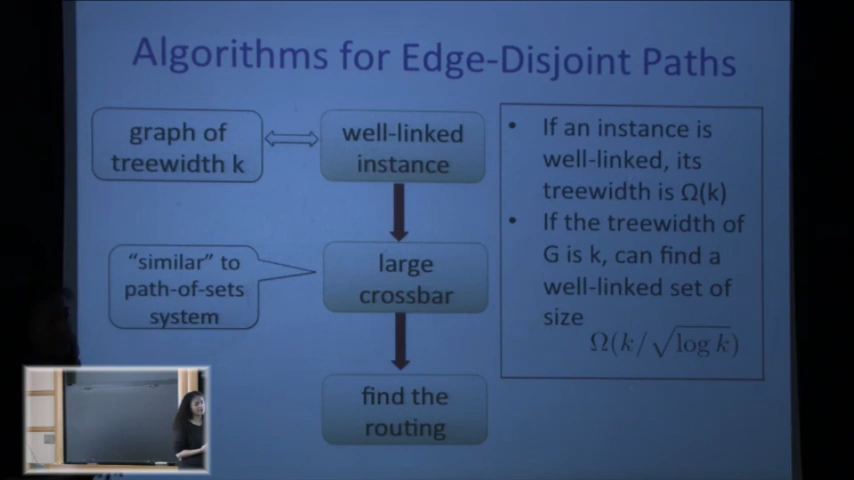 Algorithms for Edge-Disjoint Paths
graph of
treewidth k
well-linked
instance
"similar" to
path-of-sets
system
large
crossbar
find the
routing
• If an instance is
well-linked, its
treewidth is Ω(k)
• If the treewidth of
G is k, can find a
well-linked set of
size
Ω(k/√log k)